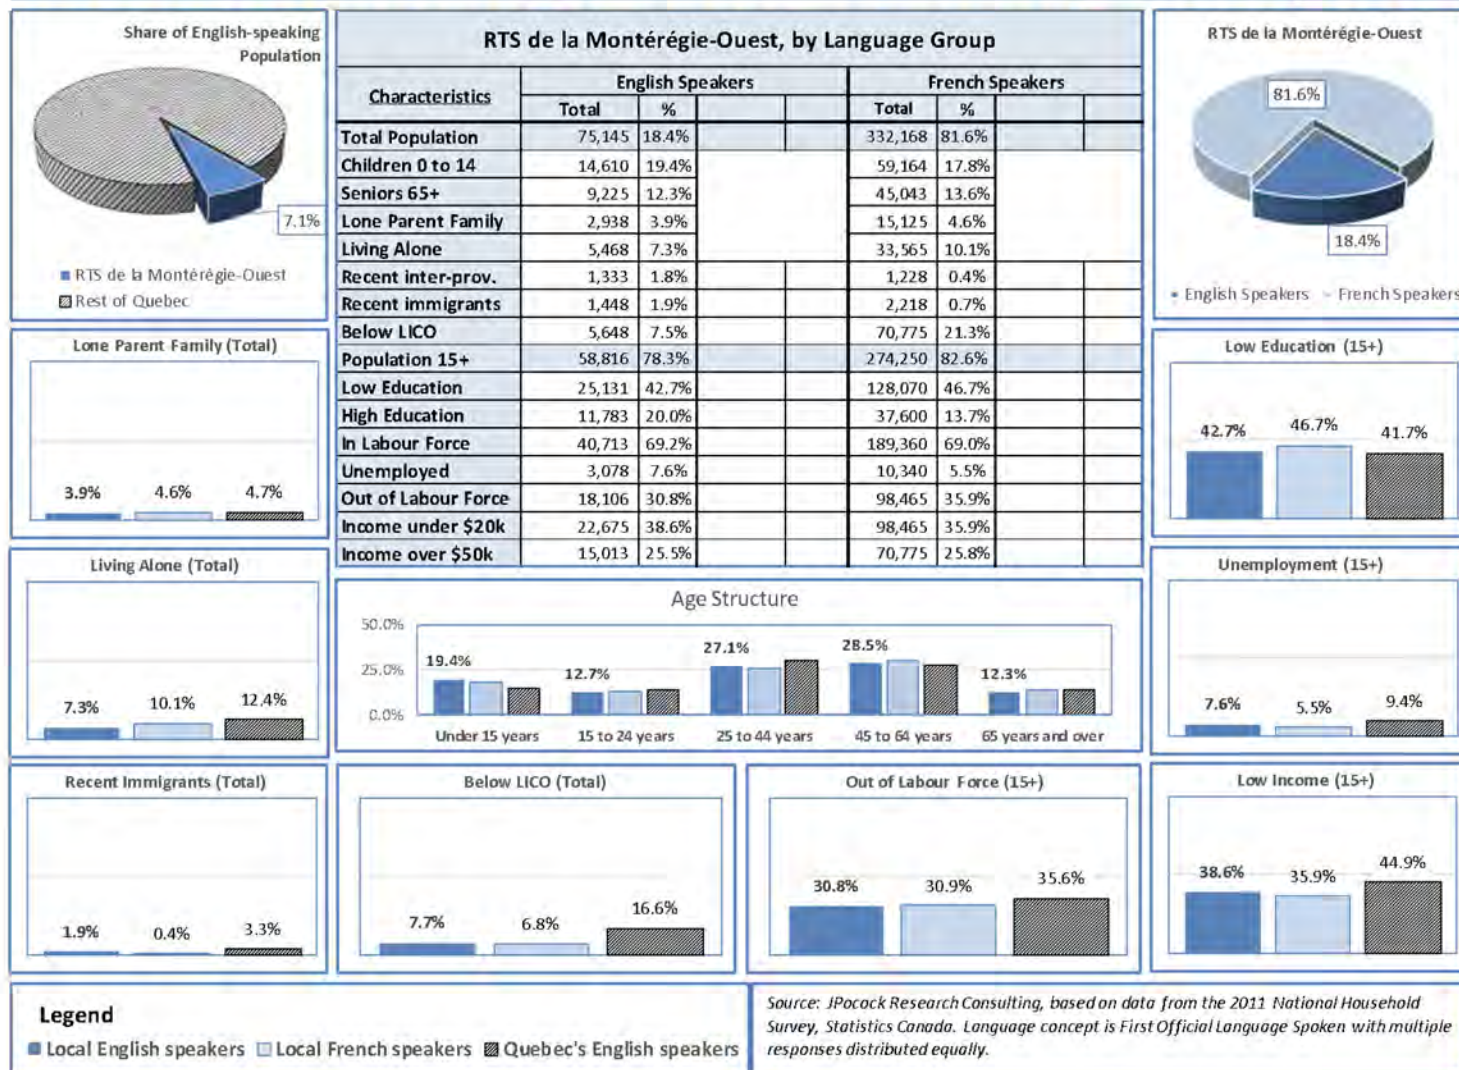 Share of English-speaking
Population
7.1%
RTS de la Montérégie-Ouest
Rest of Quebec
RTS de la Montérégie-Ouest, by Language Group
Characteristics English Speakers French Speakers
Total % Total %
Total Population 75,145 18.4% 332,168 81.6%
Children 0 to 14 14,610 19.4% 59,164 17.8%
Seniors 65+ 9,225 12.3% 45,043 13.6%
Lone Parent Family 2,938 3.9% 15,125 4.6%
Living Alone 5,468 7.3% 33,565 10.1%
Recent inter-prov. 1,333 1.8% 1,228 0.4%
Recent immigrants 1,448 1.9% 2,218 0.7%
Below LICO 5,648 7.5% 70,775 21.3%
Population 15+ 58,816 78.3% 274,250 82.6%
Low Education 25,131 42.7% 128,070 46.7%
High Education 11,783 20.0% 37,600 13.7%
In Labour Force 40,713 69.2% 189,360 69.0%
Unemployed 3,078 7.6% 10,340 5.5%
Out of Labour Force 18,106 30.8% 98,465 35.9%
Income under $20k 22,675 38.6% 98,465 35.9%
Income over $50k 15,013 25.5% 70,775 25.8%
RTS de la Montérégie-Ouest
81.6%
18.4%
English Speakers French Speakers
Lone Parent Family (Total)
3.9% 4.6% 4.7%
Low Education (15+)
42.7% 46.7% 41.7%
Living Alone (Total)
7.3% 10.1% 12.4%
Age Structure
50.0%
25.0%
0.0%
19.4% 12.7% 27.1% 28.5% 12.3%
Under 15 years 15 to 24 years 25 to 44 years 45 to 64 years 65 years and over
Unemployment (15+)
7.6% 5.5% 9.4%
Recent Immigrants (Total)
1.9% 0.4% 3.3%
Below LICO (Total)
7.7% 6.8% 16.6%
Out of Labour Force (15+)
30.8% 30.9% 35.6%
Low Income (15+)
38.6% 35.9% 44.9%
Legend
Local English speakers Local French speakers Quebec's English speakers
Source: JPocock Research Consulting, based on data from the 2011 National Household
Survey, Statistics Canada. Language concept is First Official Language Spoken with multiple
responses distributed equally.